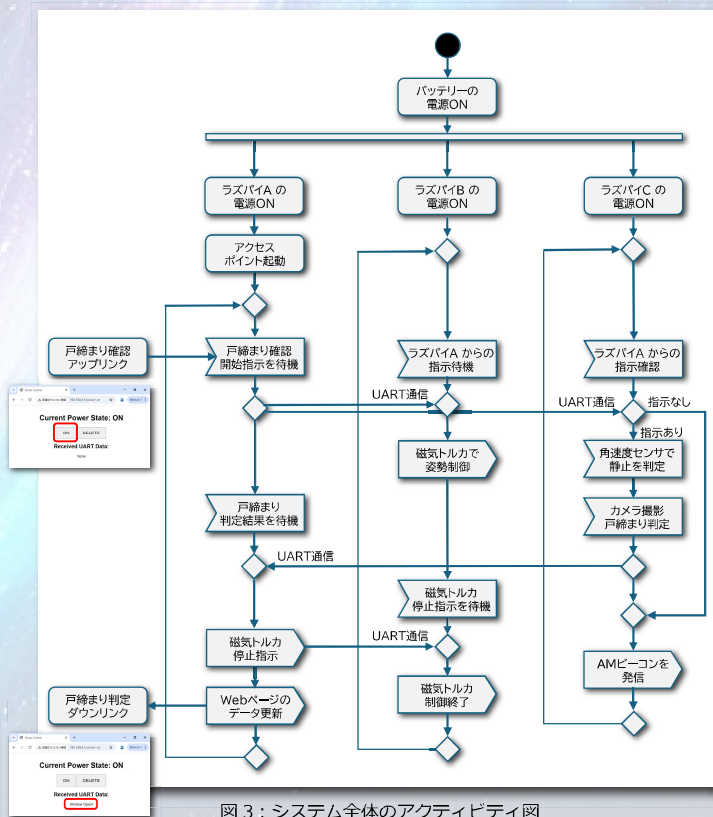 バッテリーの
電源ON
ラズパイA の
電源ON
ラズパイB の
電源ON
ラズパイC の
電源ON
アクセス
ポイント起動
戸締まり確認
アップリンク
戸締まり確認
開始指示を待機
ラズパイA からの
指示待機
ラズパイA からの
指示確認
UART通信
UART通信
指示なし
指示あり
Current Power State: ON
ON
DELETE
Received UART Data:
None
磁気トルカで
姿勢制御
角速度センサで
静止を判定
戸締まり
判定結果を待機
カメラ撮影
戸締まり判定
UART通信
磁気トルカ
停止指示を待機
磁気トルカ
停止指示
UART通信
AMビーコンを
発信
戸締まり判定
ダウンリンク
Webページの
データ更新
磁気トルカ
制御終了
Current Power State: ON
ON
DELETE
Received UART Data:
Window Open!!
図 3：システム全体のアクティビティ図